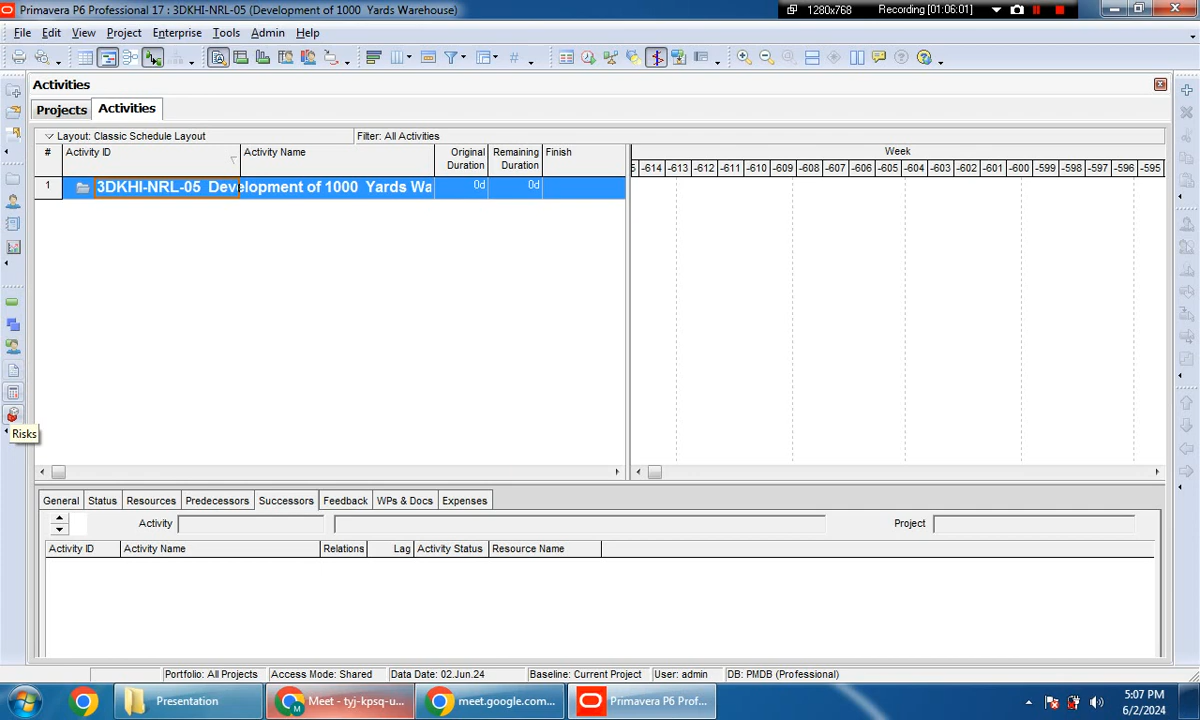 Primavera P6 Professional 17 : 3DKHI-NRL-05 (Development of 1000  Yards Warehouse)
1280x768
Recording [01:06:01]
File Edit View Project Enterprise Tools Admin Help
Activities
Projects Activities
Layout: Classic Schedule Layout
Filter: All Activities
# Activity ID Activity Name Original Duration Remaining Duration Finish
Week
-614 -613 -612 -611 -610 -609 -608 -607 -606 -605 -604 -603 -602 -601 -600 -599 -598 -597 -596 -595
1 3DKHI-NRL-05  Development of 1000  Yards Wa 0d 0d
Risks
General Status Resources Predecessors Successors Feedback WPs & Docs Expenses
Activity
Project
Activity ID Activity Name Relations Lag Activity Status Resource Name
Portfolio: All Projects Access Mode: Shared Data Date: 02.Jun.24 Baseline: Current Project User: admin DB: PMDB (Professional)
Presentation
Meet - tyj-kpsq-u...
meet.google.com...
Primavera P6 Prof...
5:07 PM
6/2/2024